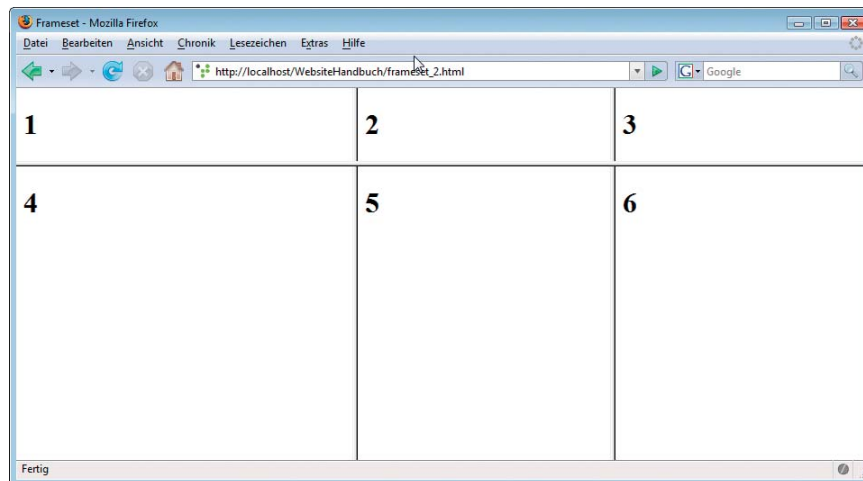 Frameset - Mozilla Firefox
Datei Bearbeiten Ansicht Chronik Lesezeichen Extras Hilfe
http://localhost/WebsiteHandbuch/frameset_2.html G Google
1 2 3
4 5 6
Fertig